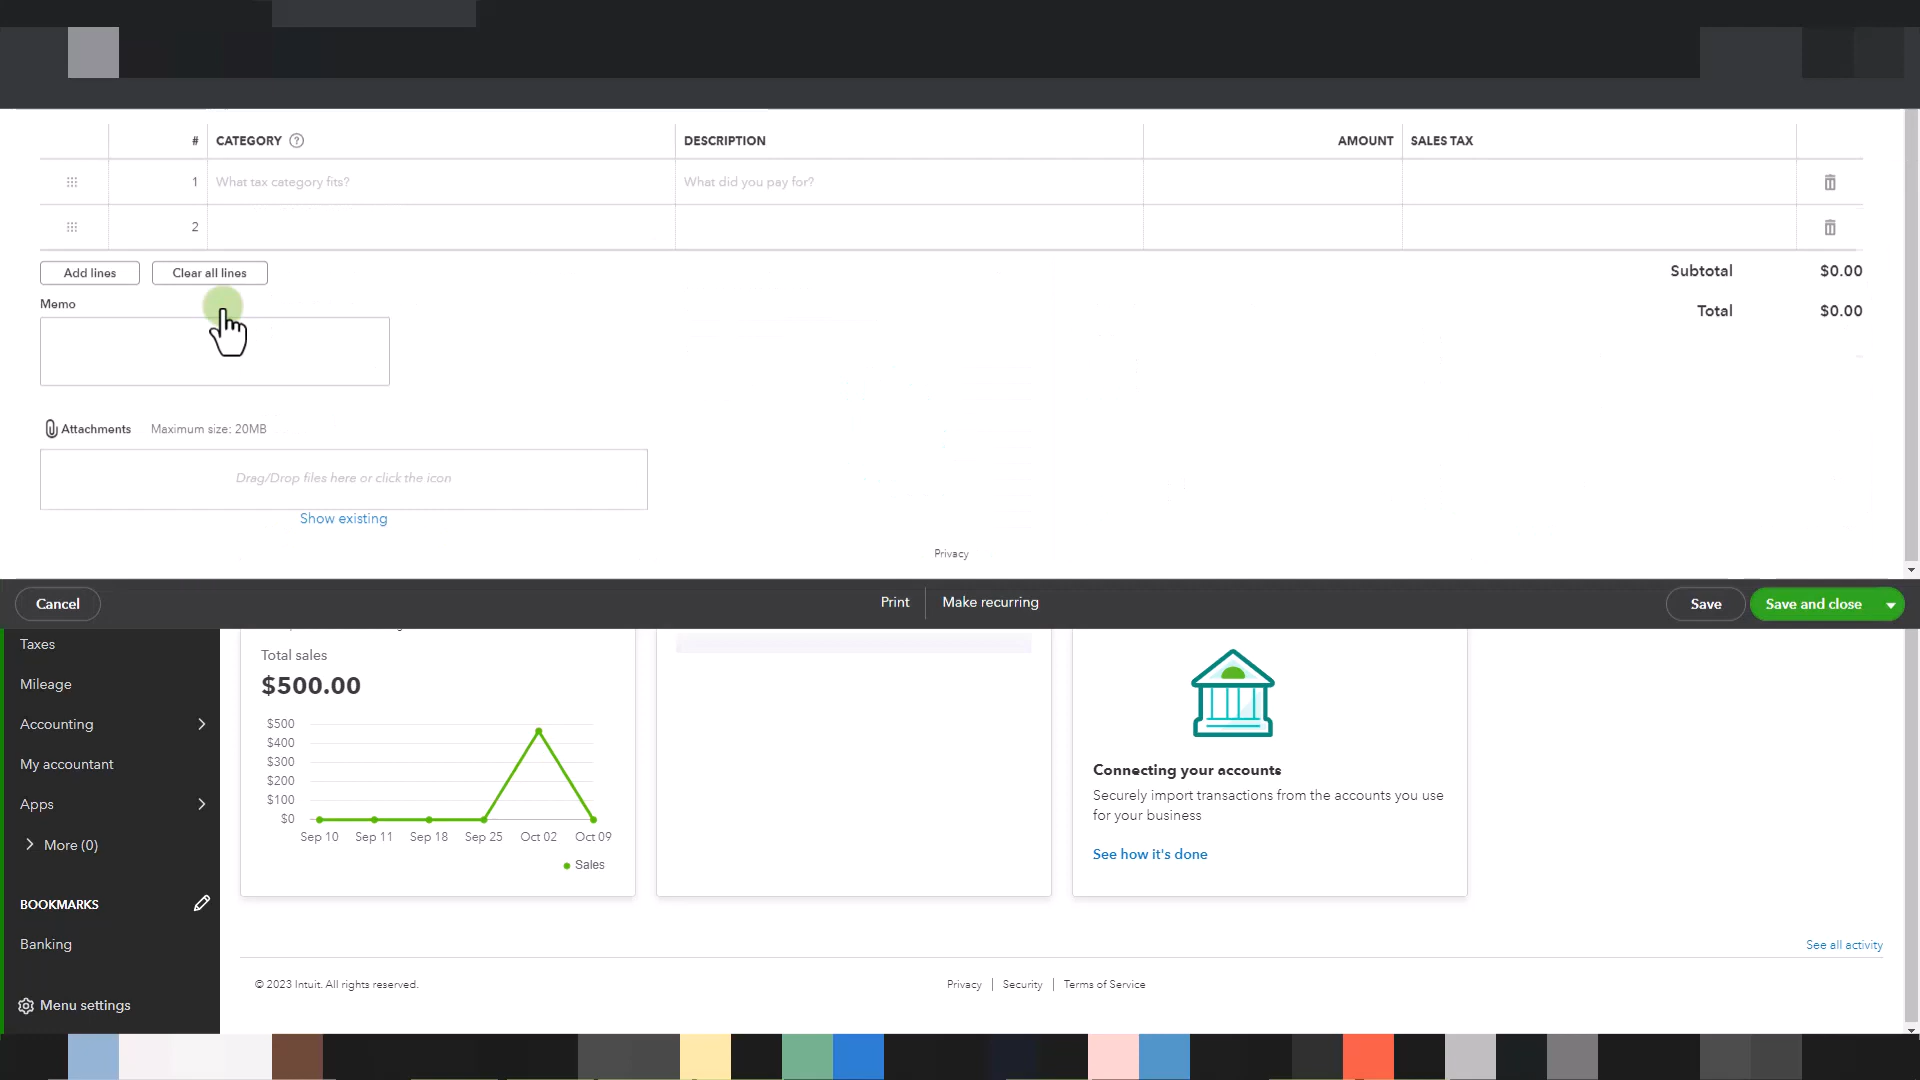 # CATEGORY ? DESCRIPTION AMOUNT SALES TAX
1 What tax category fits? What did you pay for?
2
Add lines Clear all lines Subtotal $0.00
Memo
Total $0.00
Attachments Maximum size: 20MB
Drag/Drop files here or click the icon
Show existing
Privacy
Cancel Print Make recurring Save Save and close
Taxes
Mileage
Accounting
My accountant
Apps
More (0)
BOOKMARKS
Banking
Menu settings
Total sales
$500.00
$500
$400
$300
$200
$100
$0
Sep 10 Sep 11 Sep 18 Sep 25 Oct 02 Oct 09
Sales
Connecting your accounts
Securely import transactions from the accounts you use
for your business
See how it's done
See all activity
© 2023 Intuit. All rights reserved. Privacy Security Terms of Service